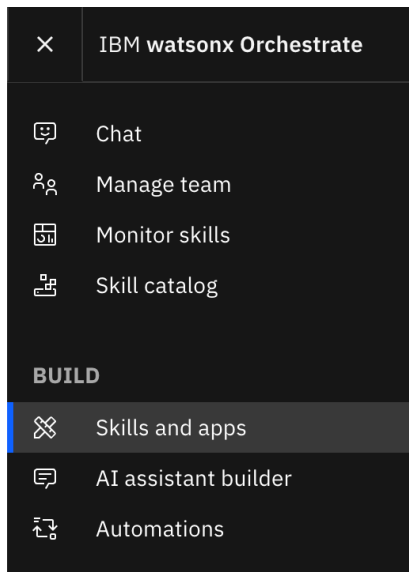 IBM watsonx Orchestrate
Chat
Manage team
Monitor skills
Skill catalog
BUILD
Skills and apps
AI assistant builder
Automations